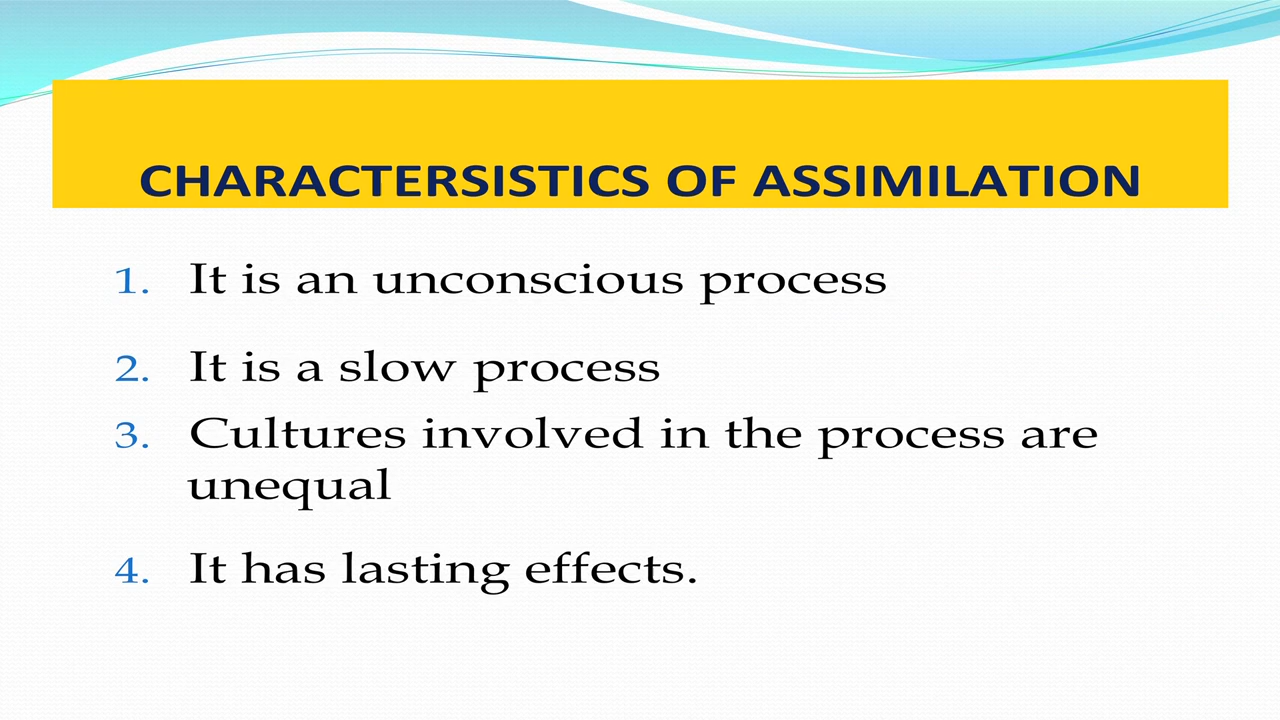 CHARACTERSISTICS OF ASSIMILATION
1. It is an unconscious process
2. It is a slow process
3. Cultures involved in the process are
unequal
4. It has lasting effects.